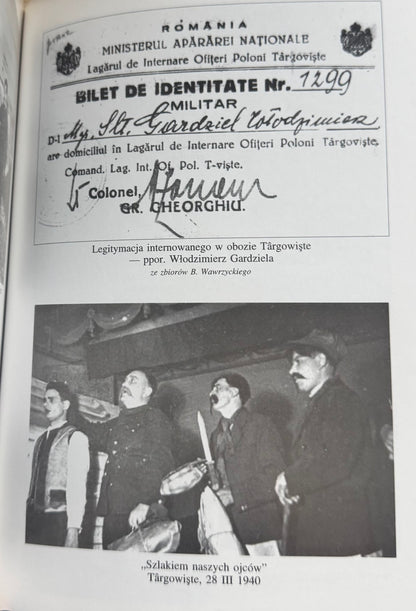 ROMÂNIA
MINISTERUL APĂRĂREI NAȚIONALE
Lagărul de Internare Ofițeri Poloni Târgoviște
BILET DE IDENTITATE Nr. 1299
MILITAR
D-l Slt. Gardziel Włodzimierz
are domiciliul în Lagărul de Internare Ofițeri Poloni Târgoviște.
Comand. Lag. Int. Of. Pol. T-viște.
Colonel,
GR. GHEORGHIU.
Legitymacja internowanego w obozie Târgowişte
— ppor. Włodzimierz Gardziela
ze zbiorów B. Wawrzyckiego
„Szlakiem naszych ojców”
Târgowişte, 28 III 1940